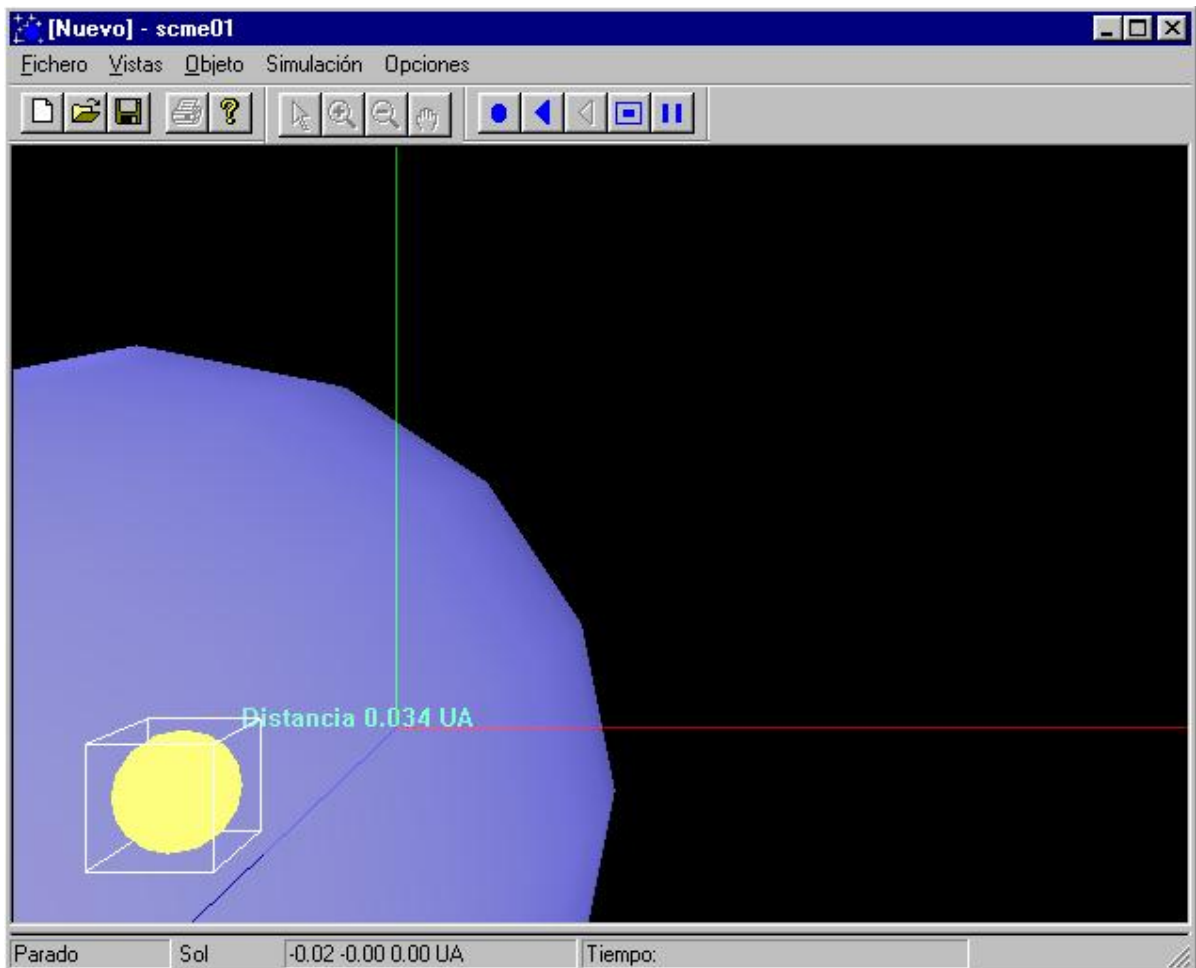 [Nuevo] - scme01
Fichero Vistas Objeto Simulación Opciones
Distancia 0.034 UA
Parado Sol -0.02 -0.00 0.00 UA Tiempo: